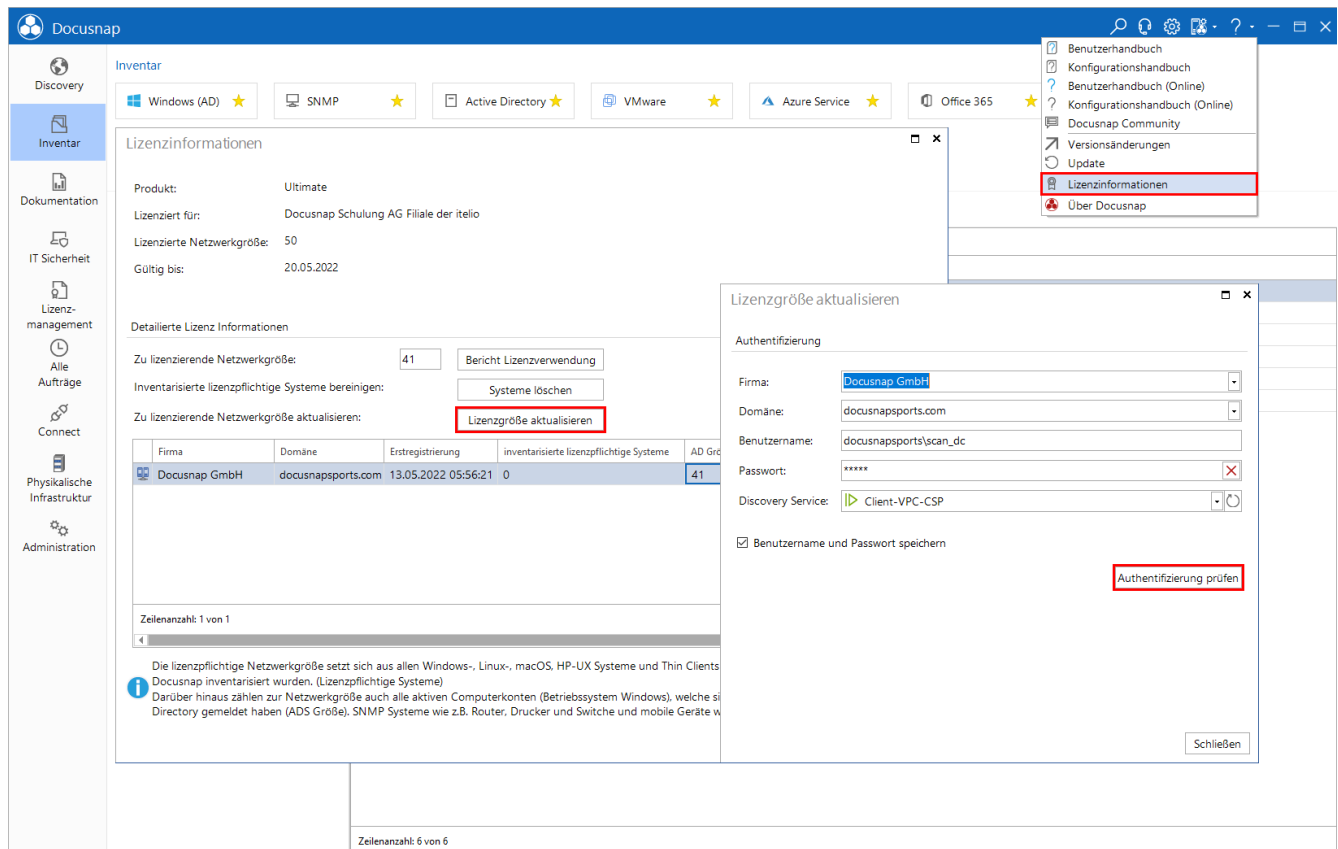 Docusnap
Benutzerhandbuch
Konfigurationshandbuch
Benutzerhandbuch (Online)
Konfigurationshandbuch (Online)
Docusnap Community
Versionsänderungen
Update
Lizenzinformationen
Über Docusnap
Discovery
Inventar
Dokumentation
IT Sicherheit
Lizenz-
management
Alle
Aufträge
Connect
Physikalische
Infrastruktur
Administration
Inventar
Windows (AD)
SNMP
Active Directory
VMware
Azure Service
Office 365
Lizenzinformationen
Produkt: Ultimate
Lizenziert für: Docusnap Schulung AG Filiale der itelio
Lizenzierte Netzwerkgröße: 50
Gültig bis: 20.05.2022
Detailierte Lizenz Informationen
Zu lizenzierende Netzwerkgröße: 41 Bericht Lizenzverwendung
Inventarisierte lizenzpflichtige Systeme bereinigen: Systeme löschen
Zu lizenzierende Netzwerkgröße aktualisieren: Lizenzgröße aktualisieren
Firma Domäne Erstregistrierung inventarisierte lizenzpflichtige Systeme AD Grö
Docusnap GmbH docusnapsports.com 13.05.2022 05:56:21 0 41
Zeilenanzahl: 1 von 1
Die lizenzpflichtige Netzwerkgröße setzt sich aus allen Windows-, Linux-, macOS, HP-UX Systeme und Thin Clients
Docusnap inventarisiert wurden. (Lizenzpflichtige Systeme)
Darüber hinaus zählen zur Netzwerkgröße auch alle aktiven Computerkonten (Betriebssystem Windows), welche si
Directory gemeldet haben (ADS Größe). SNMP Systeme wie z.B. Router, Drucker und Switche und mobile Geräte w
Lizenzgröße aktualisieren
Authentifizierung
Firma: Docusnap GmbH
Domäne: docusnapsports.com
Benutzername: docusnapsports\scan_dc
Passwort: *****
Discovery Service: Client-VPC-CSP
Benutzername und Passwort speichern
Authentifizierung prüfen
Schließen
Zeilenanzahl: 6 von 6